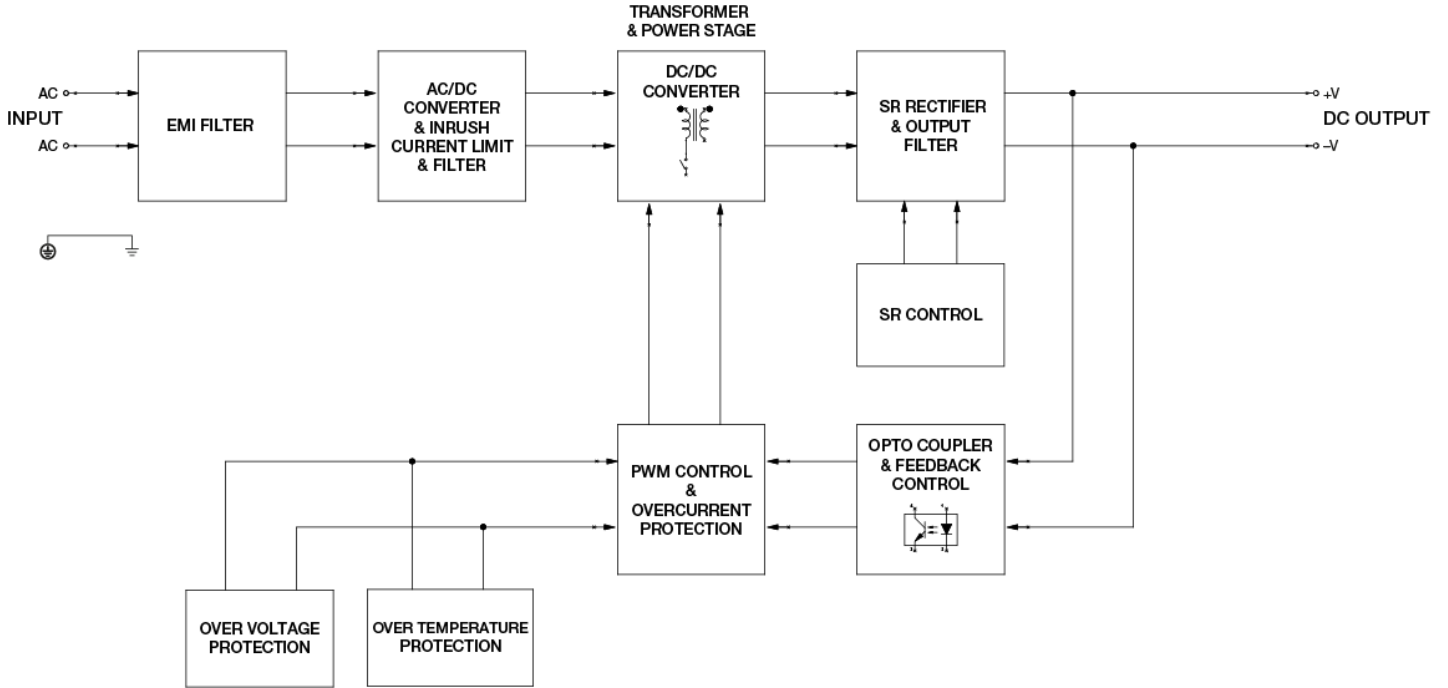 TRANSFORMER
& POWER STAGE
AC
INPUT
AC
EMI FILTER
AC/DC
CONVERTER
& INRUSH
CURRENT LIMIT
& FILTER
DC/DC
CONVERTER
SR RECTIFIER
& OUTPUT
FILTER
+V
DC OUTPUT
–V
SR CONTROL
PWM CONTROL
&
OVERCURRENT
PROTECTION
OPTO COUPLER
& FEEDBACK
CONTROL
OVER VOLTAGE
PROTECTION
OVER TEMPERATURE
PROTECTION